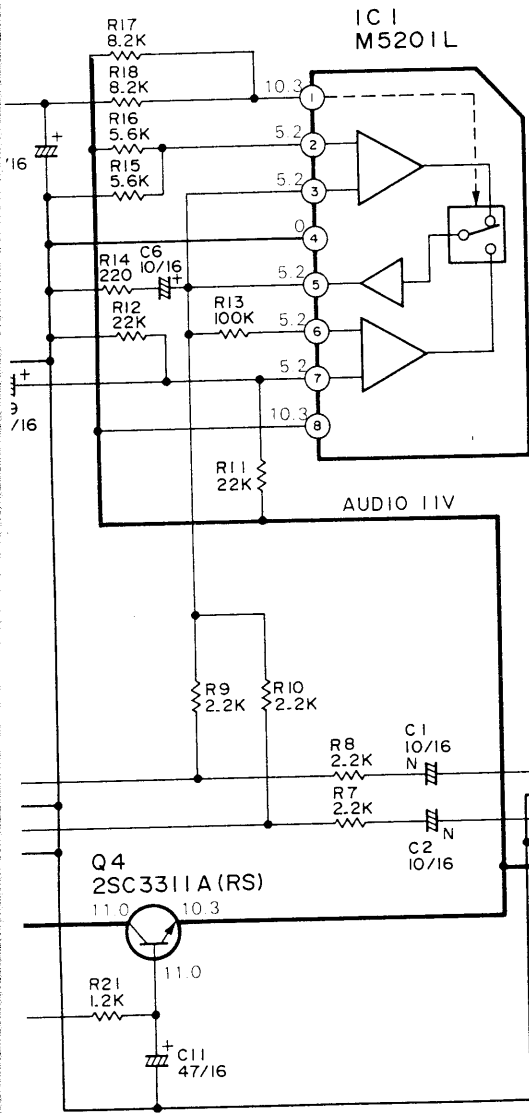 IC1
M5201L
R17
8.2K
R18
8.2K
10.3
1
R16
5.6K
5.2
2
/16
R15
5.6K
5.2
3
0
4
R14
220
C6
10/16
5.2
5
R12
22K
R13
100K
5.2
6
9
/16
5.2
7
10.3
8
R11
22K
AUDIO 11V
R9
2.2K
R10
2.2K
R8
2.2K
C1
10/16
N
R7
2.2K
C2
10/16
N
Q4
2SC3311A(RS)
11.0
10.3
11.0
R21
1.2K
C11
47/16